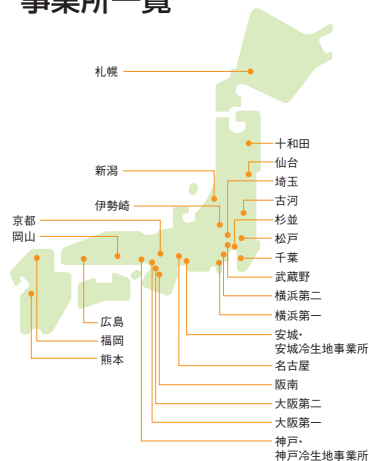 事業所一覧
札幌
十和田
仙台
新潟
埼玉
古河
伊勢崎
杉並
京都
岡山
松戸
千葉
武蔵野
横浜第二
横浜第一
広島
福岡
熊本
安城・
安城冷生地事業所
名古屋
阪南
大阪第二
大阪第一
神戸・
神戸冷生地事業所